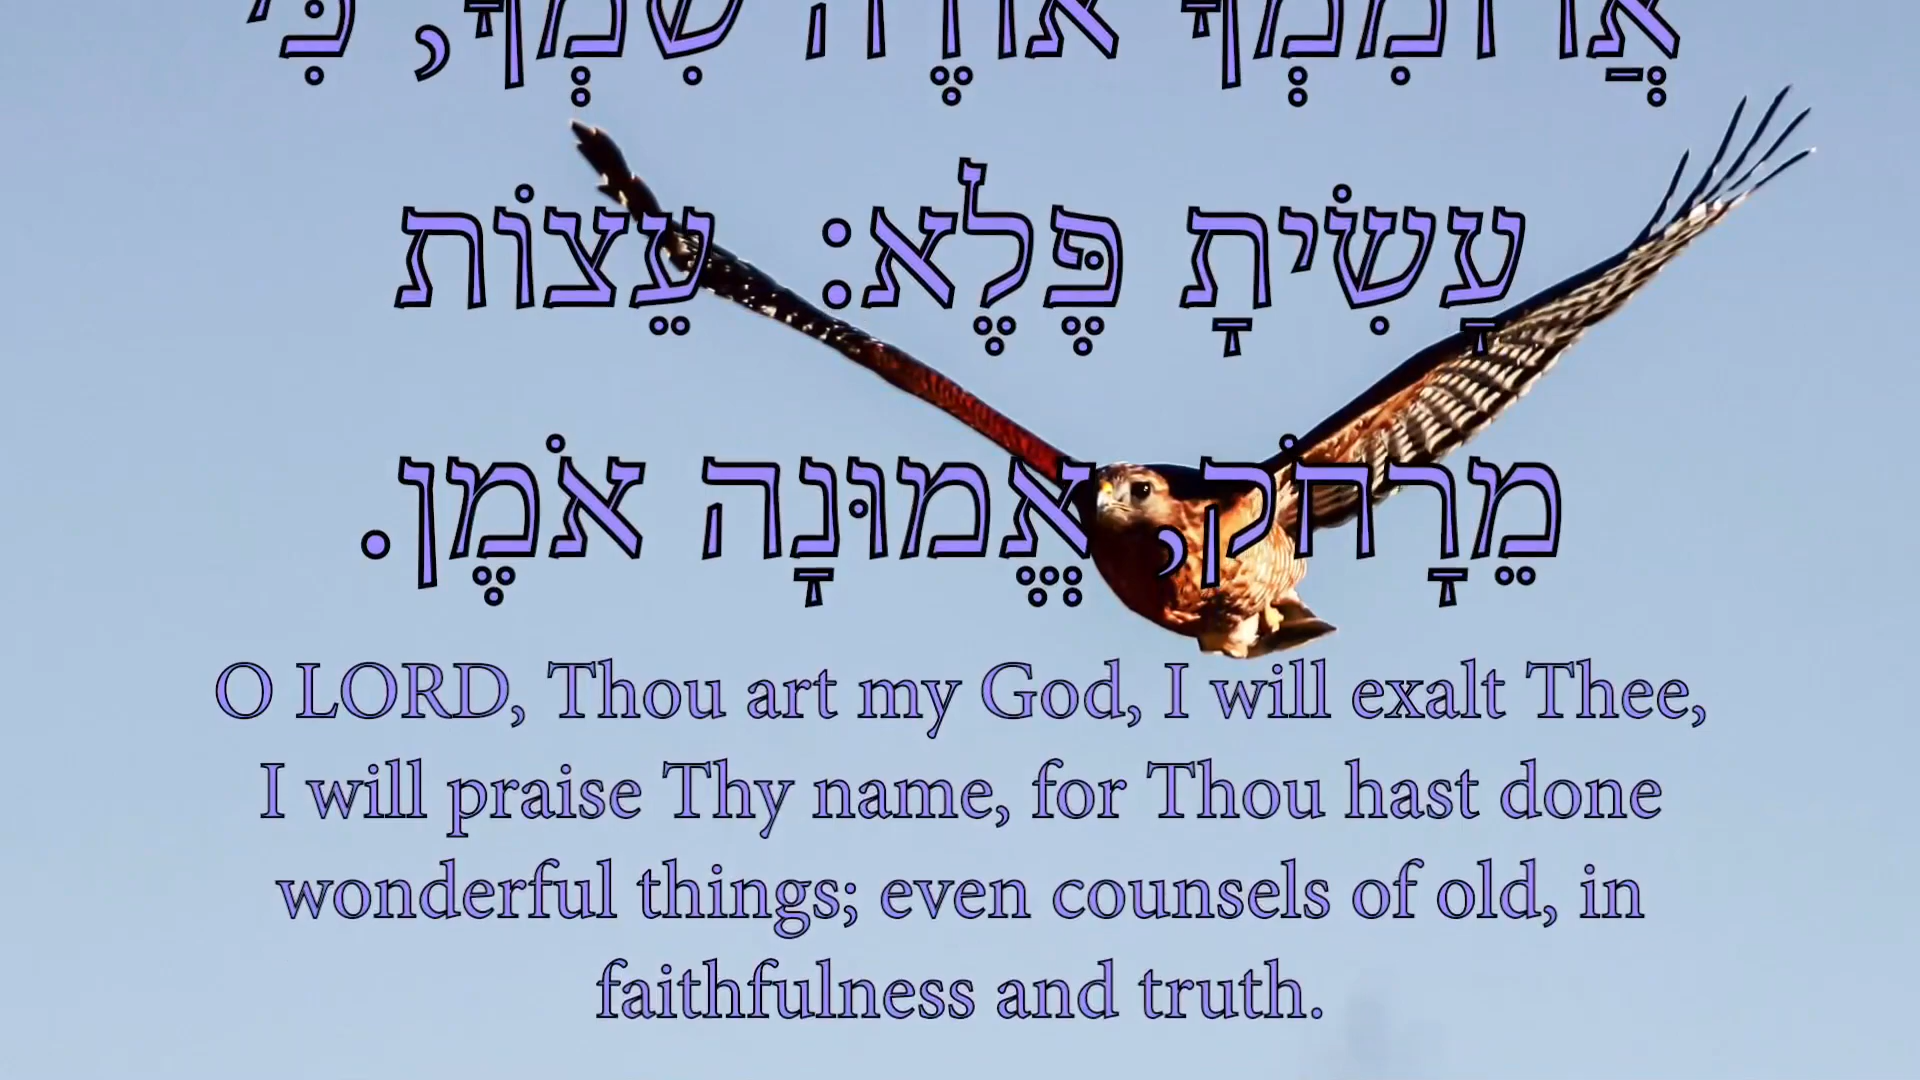 אֲרוֹמִמְךָ אוֹדֶה שִׁמְךָ, כִּי
עָשִׂיתָ פֶּלֶא: עֵצוֹת
מֵרָחֹק, אֱמוּנָה אֹמֶן.
O LORD, Thou art my God, I will exalt Thee,
I will praise Thy name, for Thou hast done
wonderful things; even counsels of old, in
faithfulness and truth.